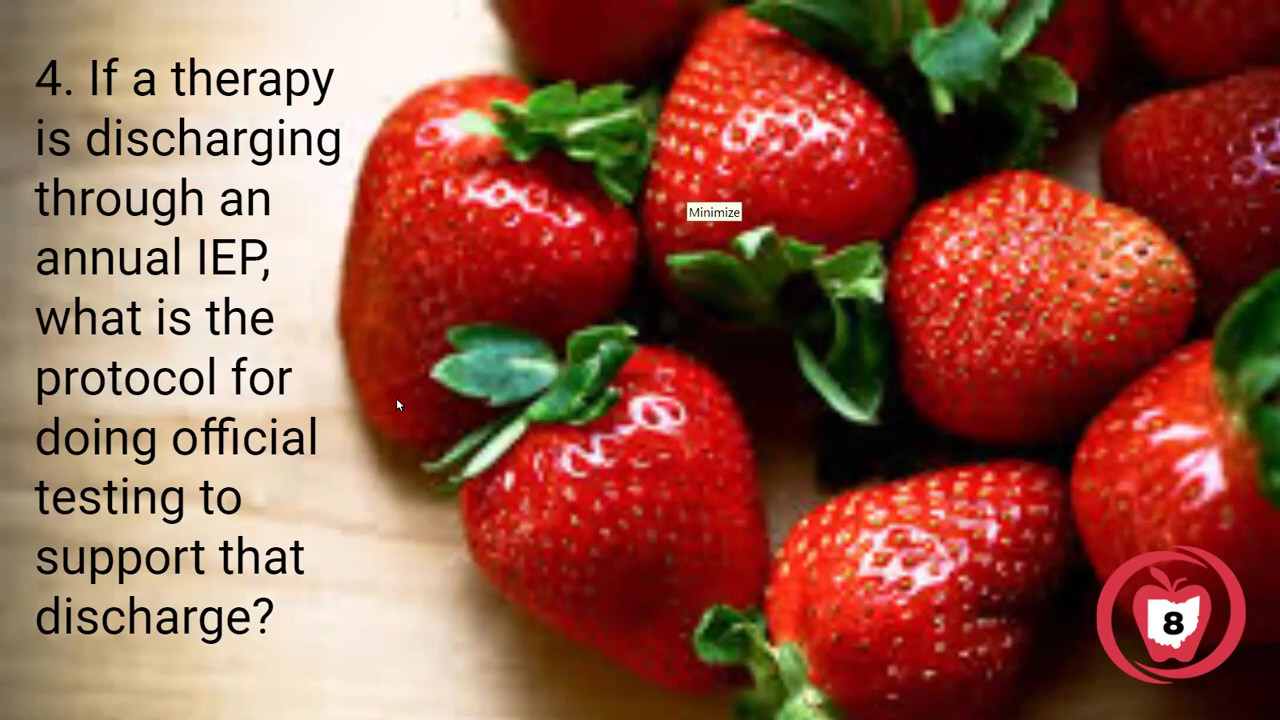 4. If a therapy
is discharging
through an
annual IEP,
what is the
protocol for
doing official
testing to
support that
discharge?
Minimize
8